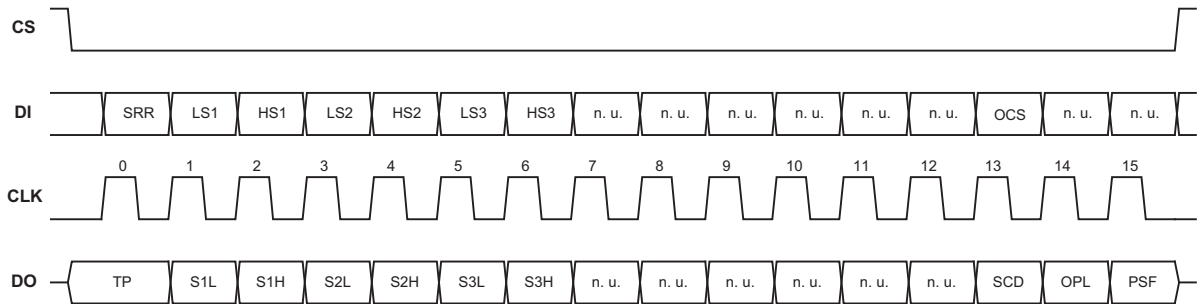 CS
DI SRR LS1 HS1 LS2 HS2 LS3 HS3 n. u. n. u. n. u. n. u. n. u. n. u. OCS n. u. n. u.
0 1 2 3 4 5 6 7 8 9 10 11 12 13 14 15
CLK
DO TP S1L S1H S2L S2H S3L S3H n. u. n. u. n. u. n. u. n. u. n. u. SCD OPL PSF